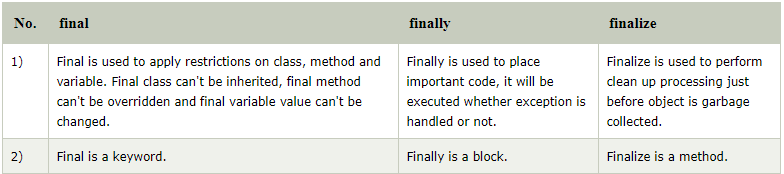 No. final finally finalize
1) Final is used to apply restrictions on class, method and
variable. Final class can't be inherited, final method
can't be overridden and final variable value can't be
changed.
Finally is used to place
important code, it will be
executed whether exception is
handled or not.
Finalize is used to perform
clean up processing just
before object is garbage
collected.
2) Final is a keyword. Finally is a block. Finalize is a method.